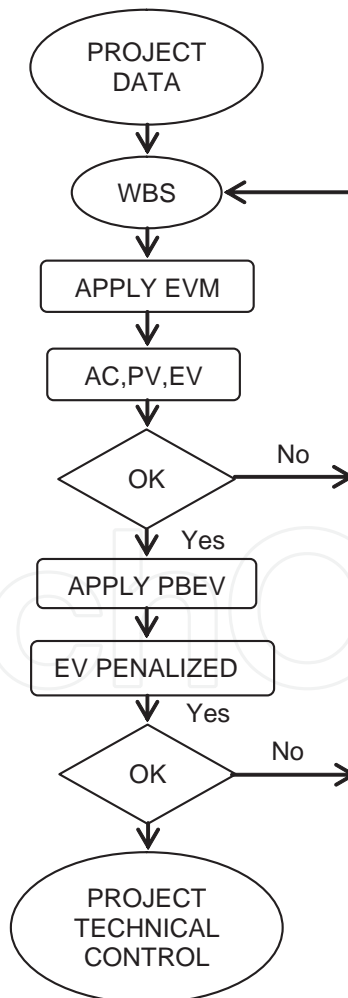 PROJECT
DATA
WBS
APPLY EVM
AC,PV,EV
OK
No
Yes
APPLY PBEV
EV PENALIZED
Yes
OK
No
PROJECT
TECHNICAL
CONTROL